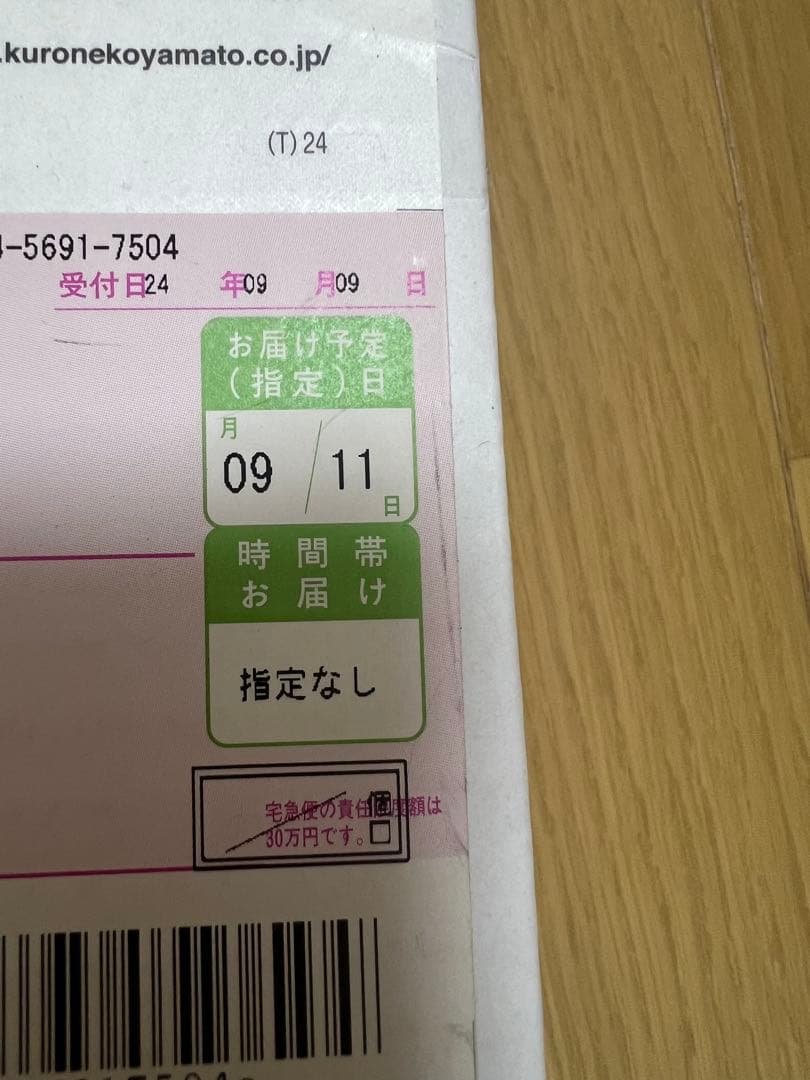 .kuronekoyamato.co.jp/
(T)24
-5691-7504
受付日24 年09 月09 日
お届け予定
(指定)日
月
09 / 11
日
時間帯
お届け
指定なし
宅急便の責任限度額は
30万円です。
個
口